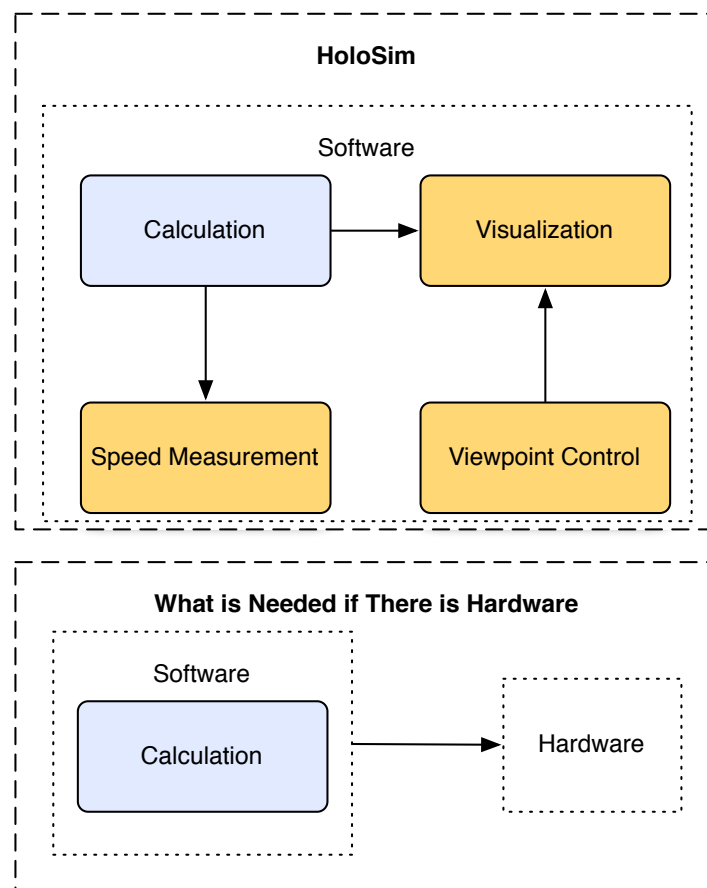 HoloSim
Software
Calculation
Visualization
Speed Measurement
Viewpoint Control
What is Needed if There is Hardware
Software
Calculation
Hardware